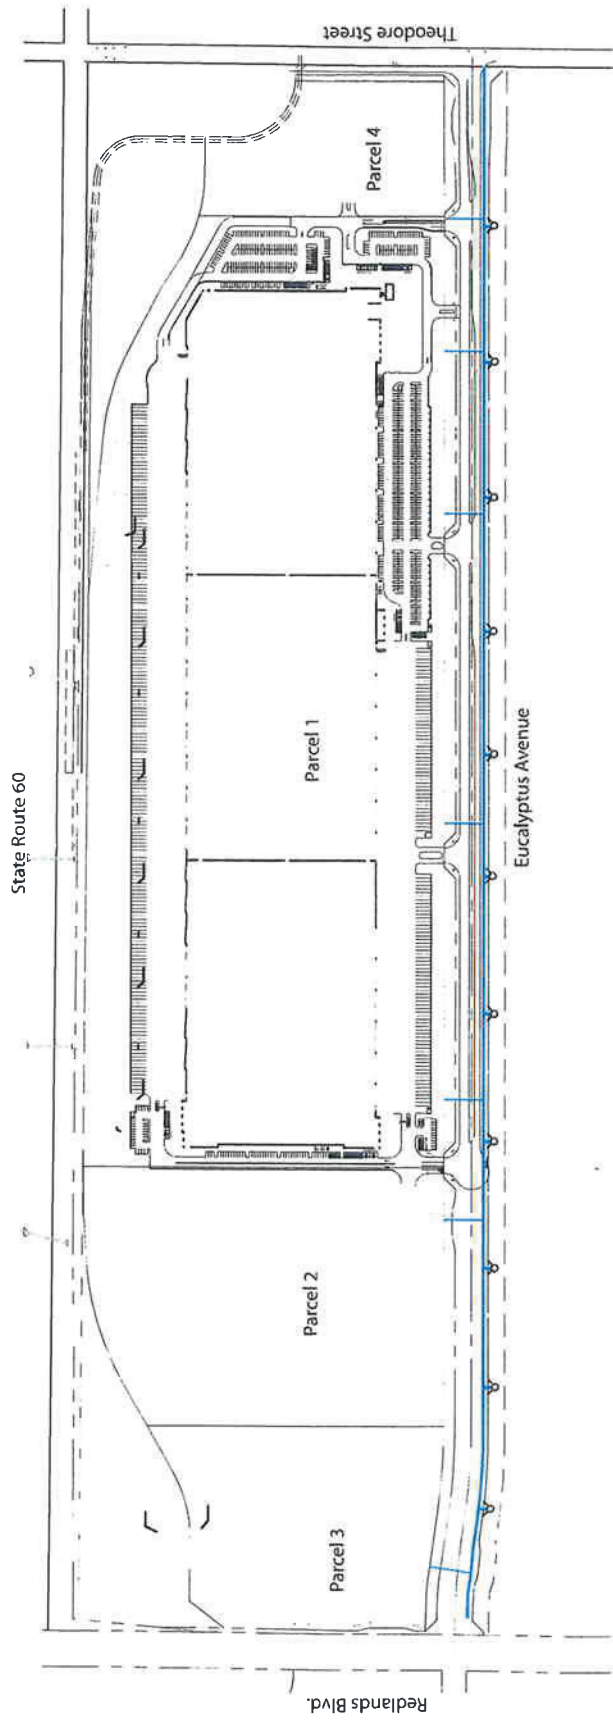 Theodore Street
Parcel 4
State Route 60
Parcel 1
Eucalyptus Avenue
Parcel 2
Parcel 3
Redlands Blvd.